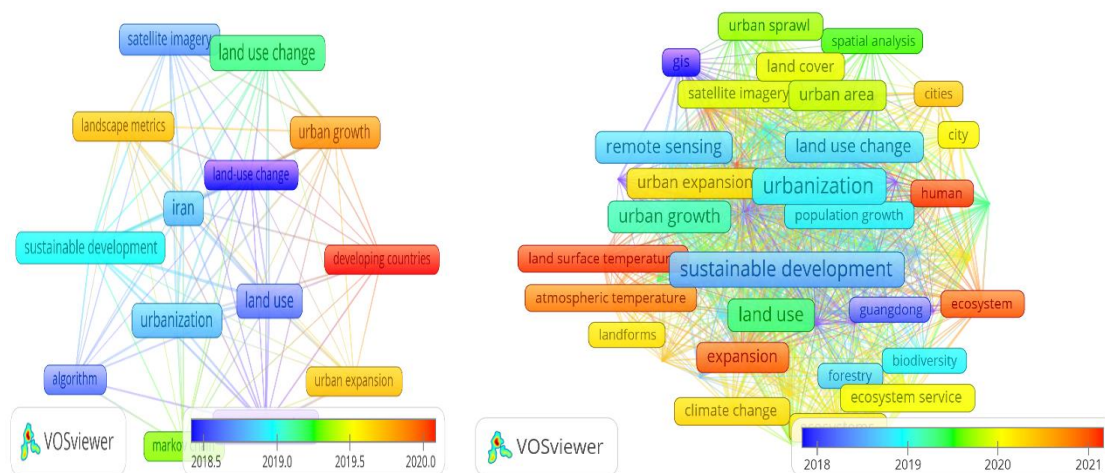 satellite imagery
land use change
landscape metrics
urban growth
land-use change
iran
sustainable development
developing countries
land use
urbanization
algorithm
urban expansion
VOSviewer
2018.5
2019.0
2019.5
2020.0
urban sprawl
spatial analysis
gis
land cover
satellite imagery
urban area
cities
city
remote sensing
land use change
urban expansion
urbanization
human
urban growth
population growth
land surface temperatur
sustainable development
atmospheric temperature
guangdong
ecosystem
land use
landforms
expansion
biodiversity
forestry
ecosystem service
climate change
VOSviewer
2018
2019
2020
2021